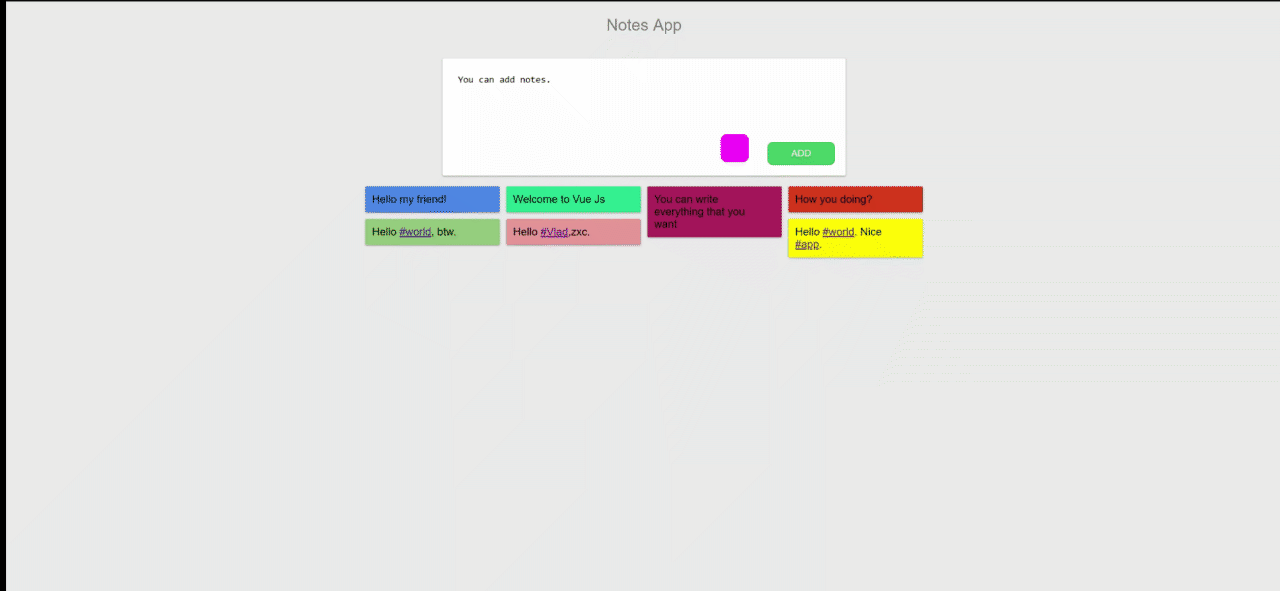 Notes App
You can add notes.
ADD
Hello my friend!
Welcome to Vue Js
You can write
everything that you
want
How you doing?
Hello #world, btw.
Hello #Vlad,zxc.
Hello #world. Nice
#app.